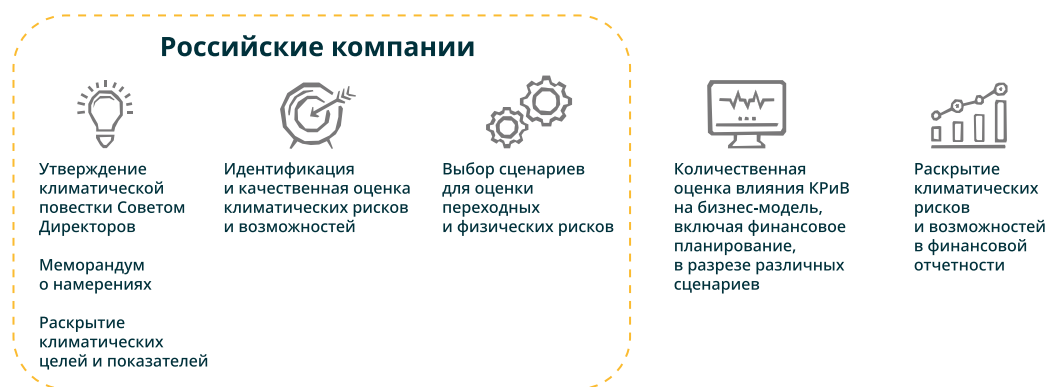 Российские компании
Утверждение
климатической
повестки Советом
Директоров
Меморандум
о намерениях
Раскрытие
климатических
целей и показателей
Идентификация
и качественная оценка
климатических рисков
и возможностей
Выбор сценариев
для оценки
переходных
и физических рисков
Количественная
оценка влияния КРиВ
на бизнес-модель,
включая финансовое
планирование,
в разрезе различных
сценариев
Раскрытие
климатических
рисков
и возможностей
в финансовой
отчетности